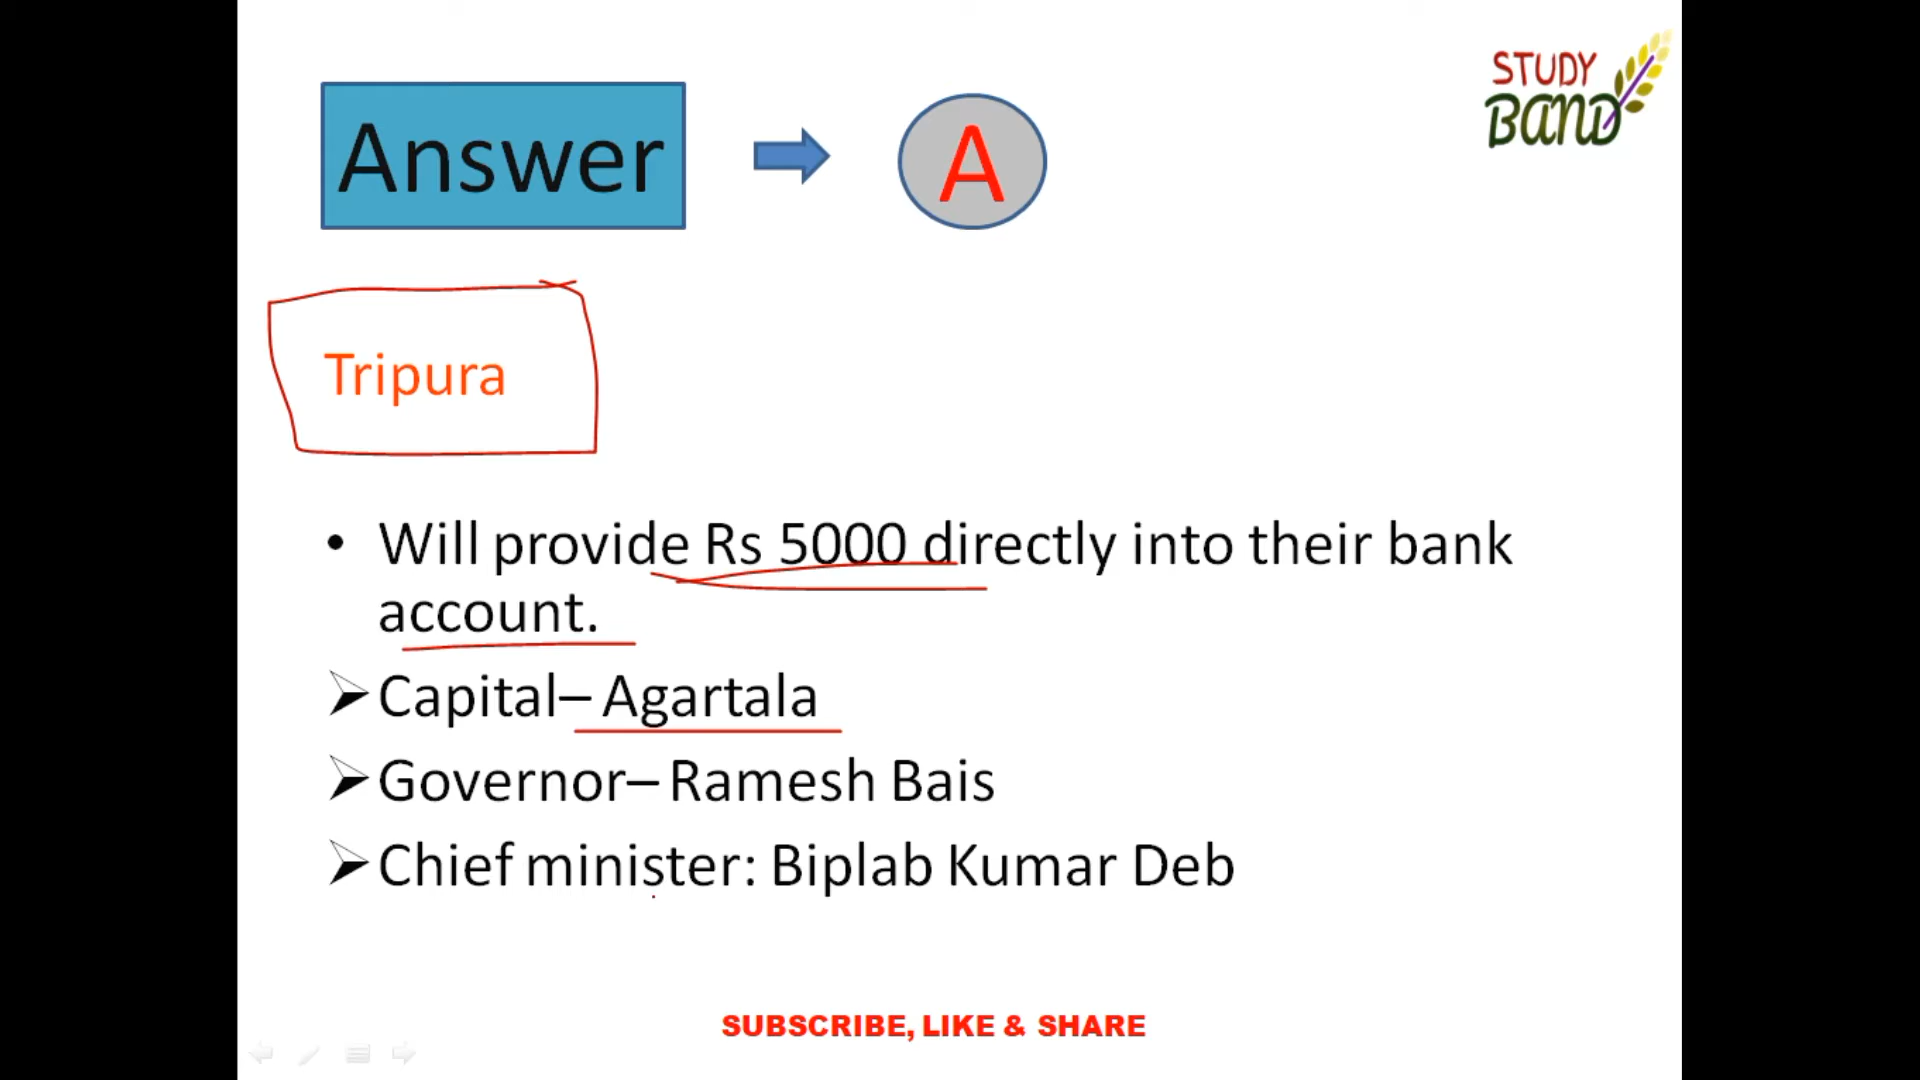 STUDY
BAND
Answer
A
Tripura
• Will provide Rs 5000 directly into their bank
account.
➢Capital– Agartala
➢Governor– Ramesh Bais
➢Chief minister: Biplab Kumar Deb
SUBSCRIBE, LIKE & SHARE